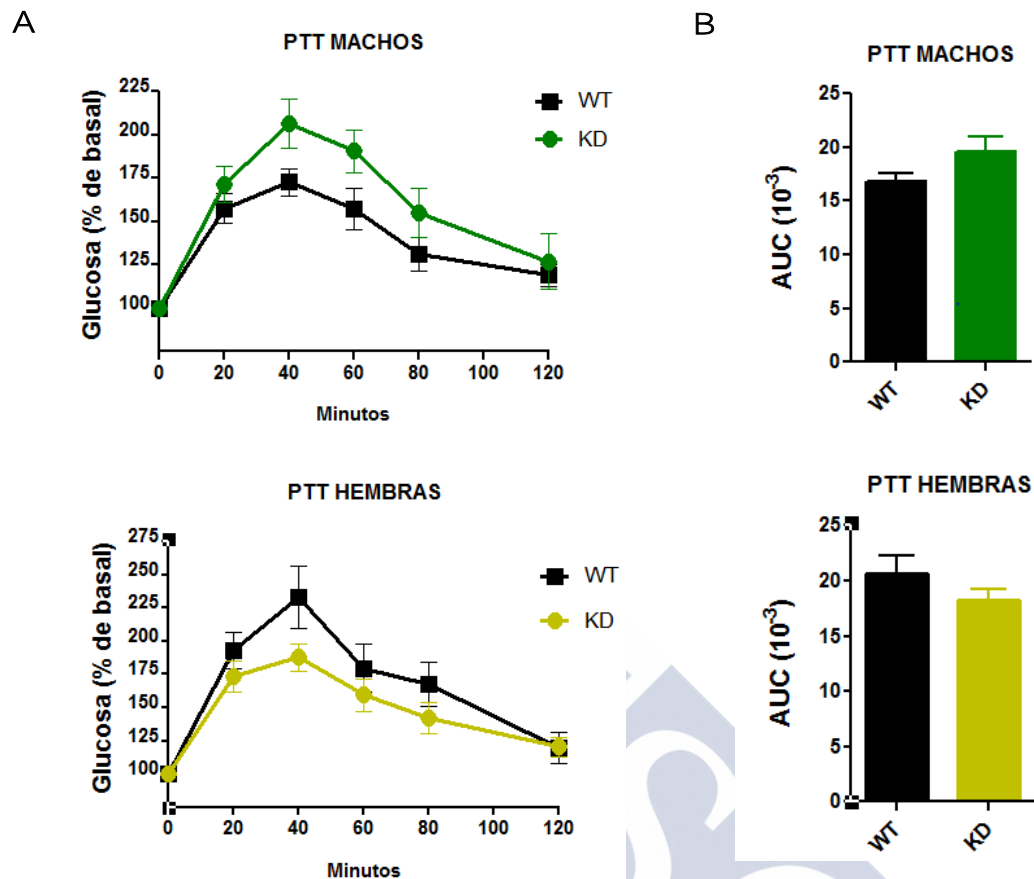 A
PTT MACHOS
Glucosa (% de basal)
225
200
175
150
125
100
0
20
40
60
80
100
120
Minutos
WT
KD
B
PTT MACHOS
AUC (10-3)
25
20
15
10
5
0
WT
KD
PTT HEMBRAS
Glucosa (% de basal)
275
250
225
200
175
150
125
100
0
20
40
60
80
100
120
Minutos
WT
KD
PTT HEMBRAS
AUC (10-3)
25
20
15
10
5
0
WT
KD